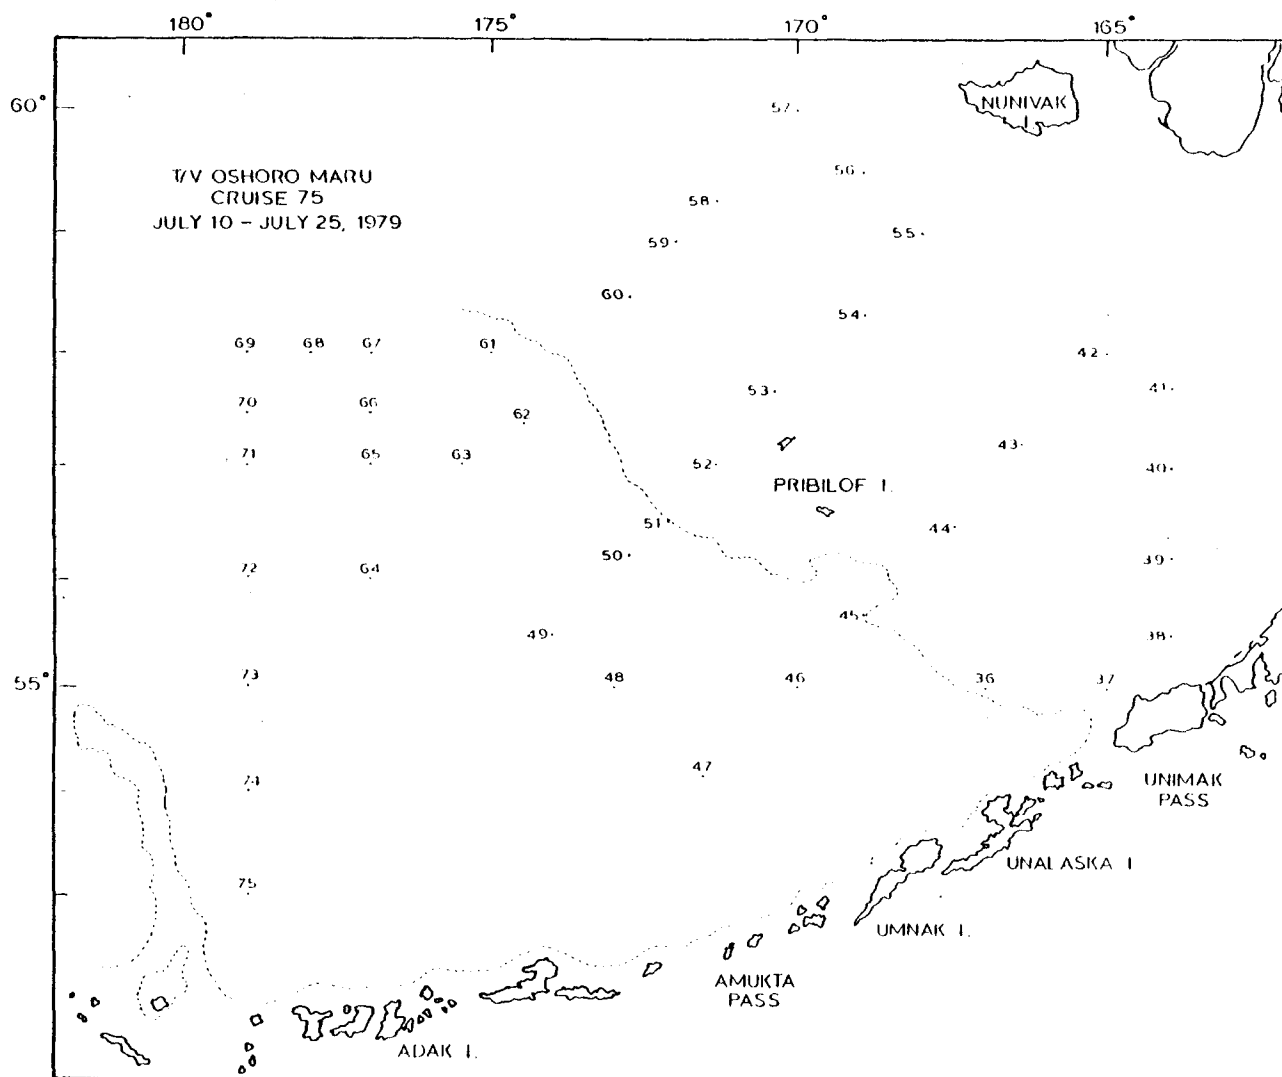 180° 175° 170° 165°
60°
57·
NUNIVAK
I.
T/V OSHORO MARU
CRUISE 75
JULY 10 – JULY 25, 1979
56·
58·
55·
59·
60·
54·
69 68 67 61
42·
41·
70 66
62
53·
71 65 63
52·
43·
40·
PRIBILOF I.
51·
44·
50·
39·
72 64
45·
49·
38·
55°
73
48
46
36
37
74
47
UNIMAK
PASS
75
UNALASKA I
UMNAK I.
AMUKTA
PASS
ADAK I.